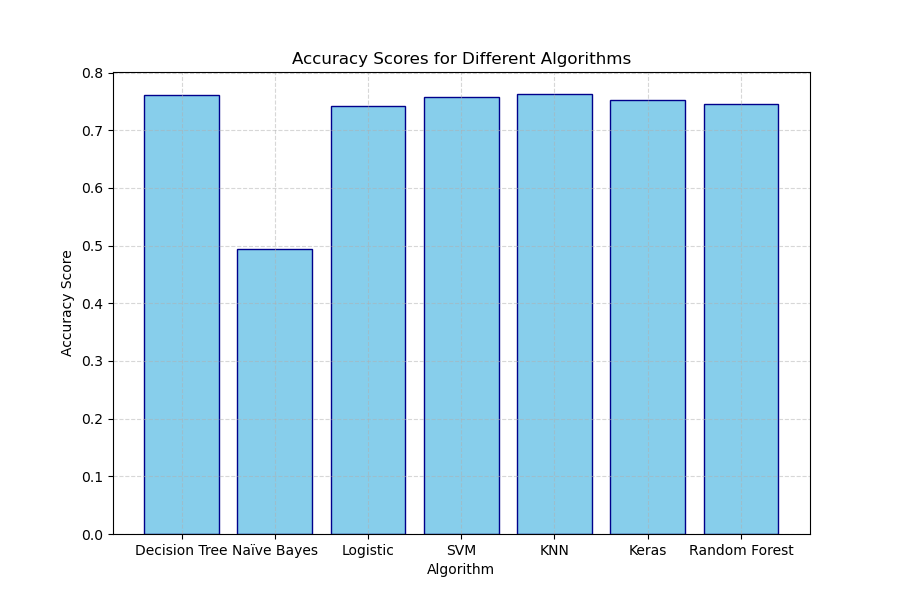 Accuracy Scores for Different Algorithms
0.8
0.7
0.6
0.5
0.4
0.3
0.2
0.1
0.0
Accuracy Score
Decision Tree Naïve Bayes Logistic SVM KNN Keras Random Forest
Algorithm